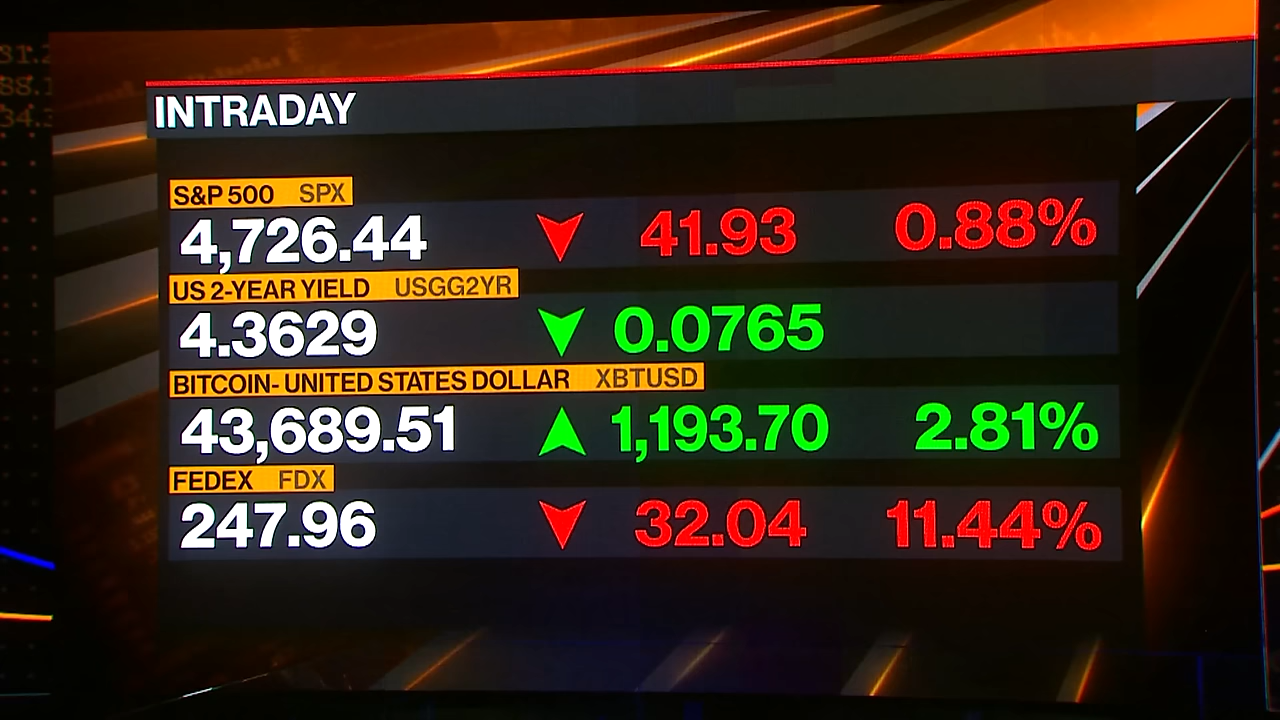 INTRADAY
S&P 500 SPX
4,726.44 41.93 0.88%
US 2-YEAR YIELD USGG2YR
4.3629 0.0765
BITCOIN- UNITED STATES DOLLAR XBTUSD
43,689.51 1,193.70 2.81%
FEDEX FDX
247.96 32.04 11.44%